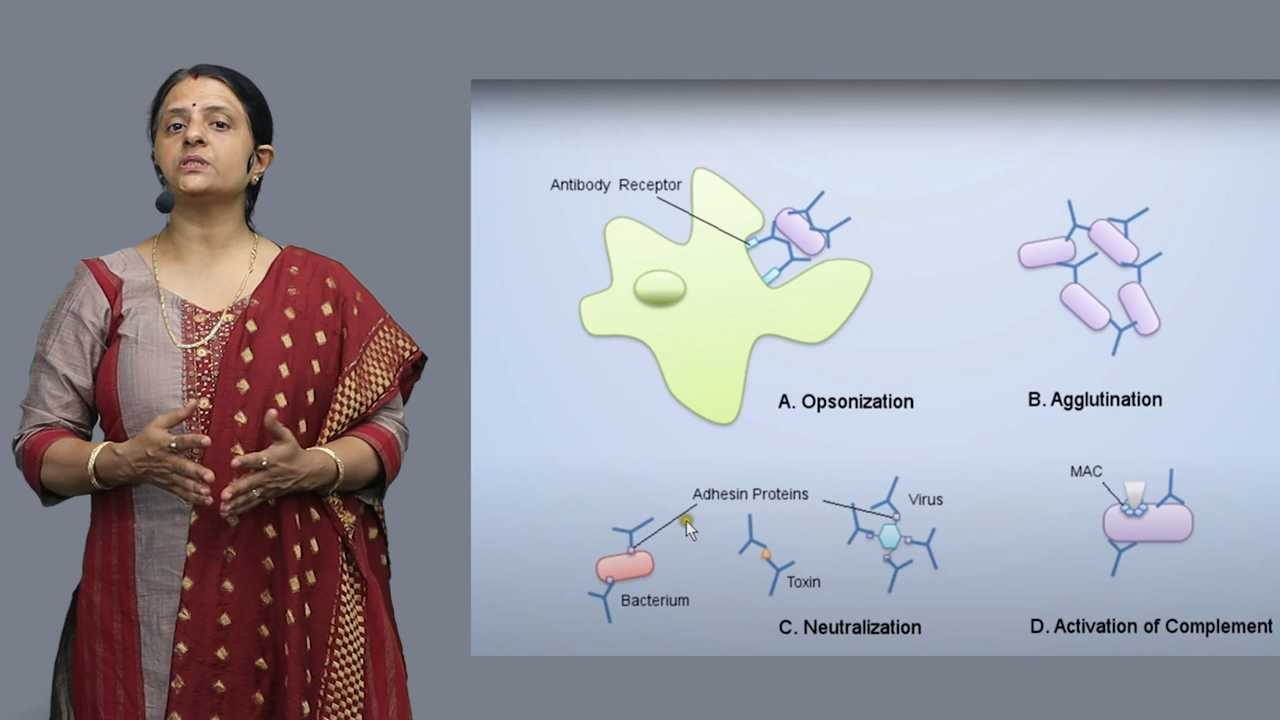 Antibody Receptor
A. Opsonization
B. Agglutination
MAC
Adhesin Proteins
Virus
Toxin
Bacterium
C. Neutralization
D. Activation of Complement